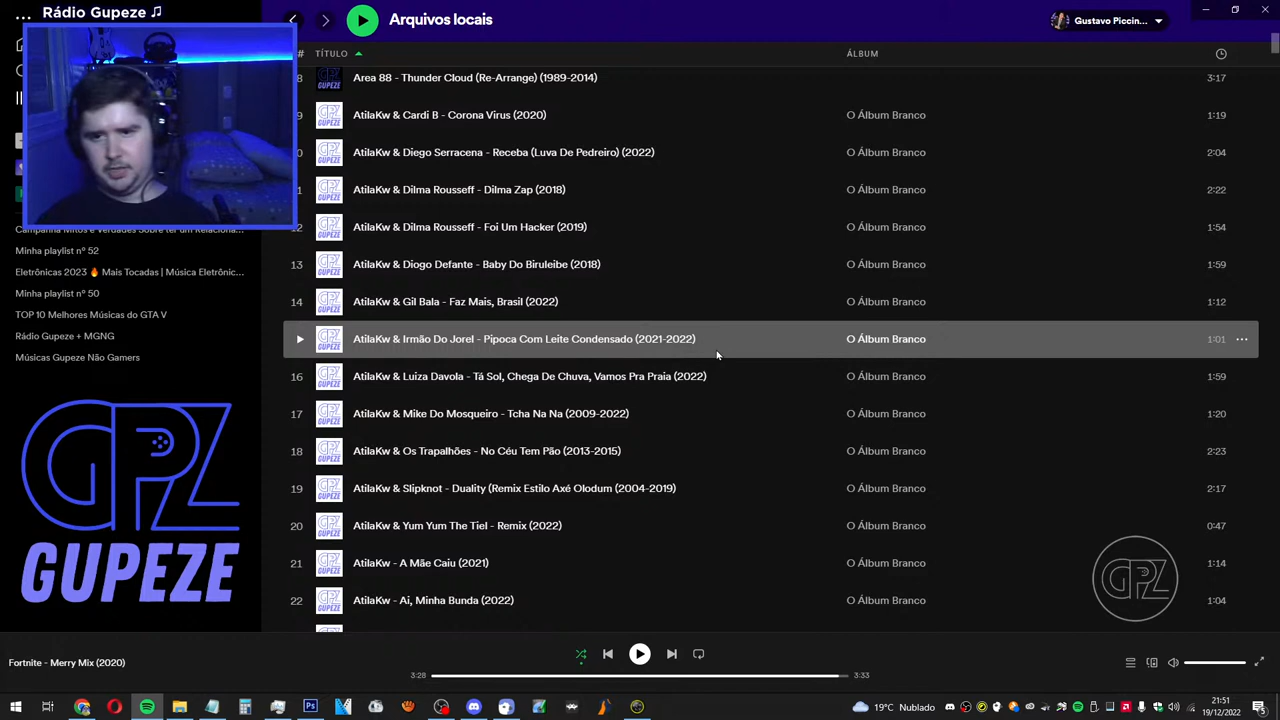 Rádio Gupeze ♫
Arquivos locais
Gustavo Piccin...
#
TÍTULO
ÁLBUM
8
Area 88 - Thunder Cloud (Re-Arrange) (1989-2014)
3:17
9
AtilaKw & Cardi B - Corona Vírus (2020)
O Álbum Branco
1:19
0
AtilaKw & Diego Serracena - Receba (Luva De Pedreiro) (2022)
O Álbum Branco
2:04
1
AtilaKw & Dilma Rousseff - Dilma Zap (2018)
O Álbum Branco
2:22
12
AtilaKw & Dilma Rousseff - Foi Um Hacker (2019)
O Álbum Branco
1:54
13
AtilaKw & Diogo Defante - Baby Do Biruleibe (2018)
O Álbum Branco
1:59
14
AtilaKw & Gil Bala - Faz Mais, Brasil (2022)
O Álbum Branco
1:12
AtilaKw & Irmão Do Jorel - Pipoca Com Leite Condensado (2021-2022)
O Álbum Branco
1:01
16
AtilaKw & Luiza Davola - Tá Sol, Chega De Chuva, Vamos Pra Praia (2022)
O Álbum Branco
1:59
17
AtilaKw & Mike Do Mosqueiro - Tcha Na Na (2009-2022)
O Álbum Branco
1:20
18
AtilaKw & Os Trapalhões - No Céu Tem Pão (2013-2015)
O Álbum Branco
2:23
19
AtilaKw & Slipknot - Duality (Remix Estilo Axé Olodum (2004-2019)
O Álbum Branco
2:17
20
AtilaKw & Yum Yum The Tiel - Remix (2022)
O Álbum Branco
0:47
21
AtilaKw - A Mãe Caiu (2021)
O Álbum Branco
1:14
22
AtilaKw - Ai, Minha Bunda (2022)
O Álbum Branco
1:04
Campanha Mitos e Verdades Sobre ter um Relaciona...
Minha playlist nº 52
Eletrônicas 2023 🔥 Mais Tocadas | Música Eletrônic...
Minha playlist nº 50
TOP 10 Melhores Músicas do GTA V
Rádio Gupeze + MGNG
Músicas Gupeze Não Gamers
GPZ
GUPEZE
GPZ
Fortnite - Merry Mix (2020)
3:28
3:33
19°C Nublado
21:51
19/12/2022